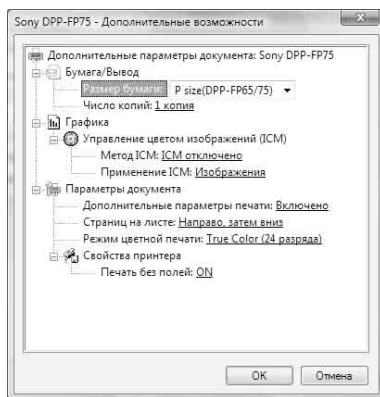 Sony DPP-FP75 - Дополнительные возможности
Дополнительные параметры документа: Sony DPP-FP75
Бумага/Вывод
Размер бумаги: P size(DPP-FP65/75)
Число копий: 1 копия
Графика
Управление цветом изображений (ICM)
Метод ICM: ICM отключено
Применение ICM: Изображения
Параметры документа
Дополнительные параметры печати: Включено
Страниц на листе: Направо, затем вниз
Режим цветной печати: True Color (24 разряда)
Свойства принтера
Печать без полей: ON
OK Отмена